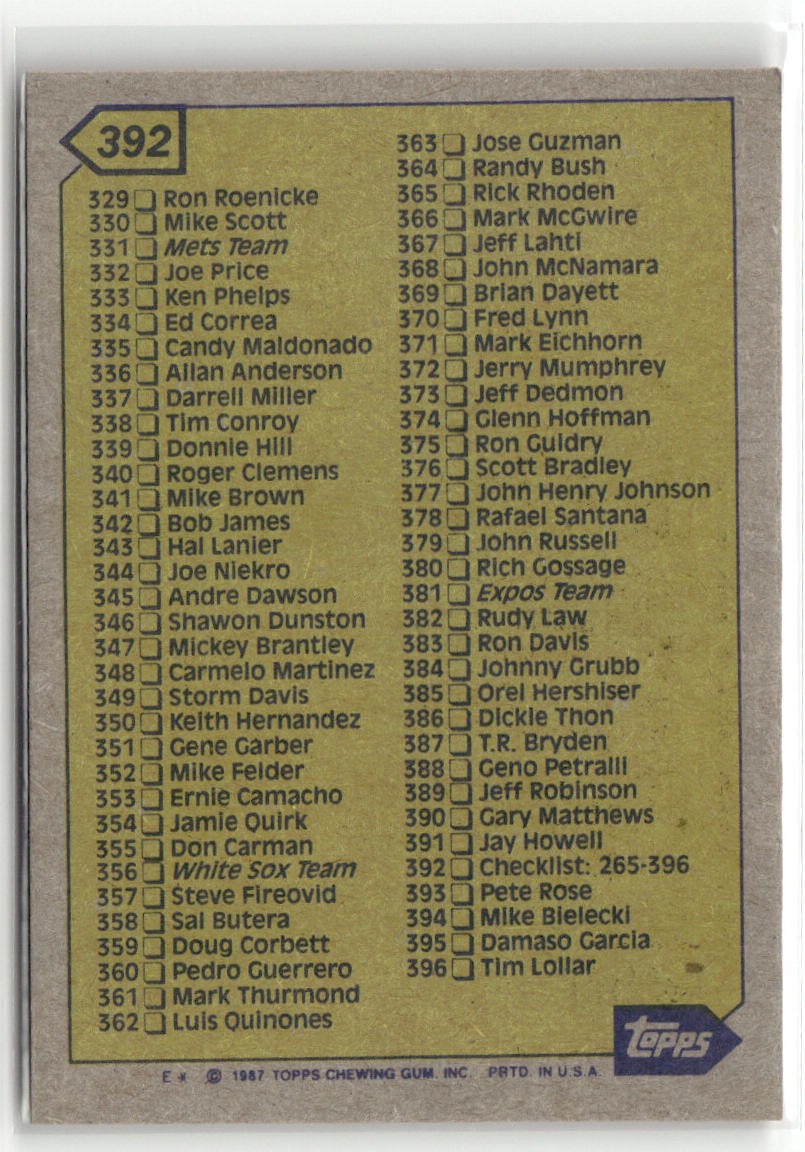 392
329 Ron Roenicke
330 Mike Scott
331 Mets Team
332 Joe Price
333 Ken Phelps
334 Ed Correa
335 Candy Maldonado
336 Allan Anderson
337 Darrell Miller
338 Tim Conroy
339 Donnie Hill
340 Roger Clemens
341 Mike Brown
342 Bob James
343 Hal Lanier
344 Joe Niekro
345 Andre Dawson
346 Shawon Dunston
347 Mickey Brantley
348 Carmelo Martinez
349 Storm Davis
350 Keith Hernandez
351 Gene Garber
352 Mike Felder
353 Ernie Camacho
354 Jamie Quirk
355 Don Carman
356 White Sox Team
357 Steve Fireovid
358 Sal Butera
359 Doug Corbett
360 Pedro Guerrero
361 Mark Thurmond
362 Luis Quinones
363 Jose Guzman
364 Randy Bush
365 Rick Rhoden
366 Mark McGwire
367 Jeff Lahti
368 John McNamara
369 Brian Dayett
370 Fred Lynn
371 Mark Eichhorn
372 Jerry Mumphrey
373 Jeff Dedmon
374 Glenn Hoffman
375 Ron Guidry
376 Scott Bradley
377 John Henry Johnson
378 Rafael Santana
379 John Russell
380 Rich Gossage
381 Expos Team
382 Rudy Law
383 Ron Davis
384 Johnny Grubb
385 Orel Hershiser
386 Dickie Thon
387 T.R. Bryden
388 Geno Petralli
389 Jeff Robinson
390 Gary Matthews
391 Jay Howell
392 Checklist: 265-396
393 Pete Rose
394 Mike Bielecki
395 Damaso Garcia
396 Tim Lollar
topps
E * © 1987 TOPPS CHEWING GUM, INC. PRTD. IN U.S.A.